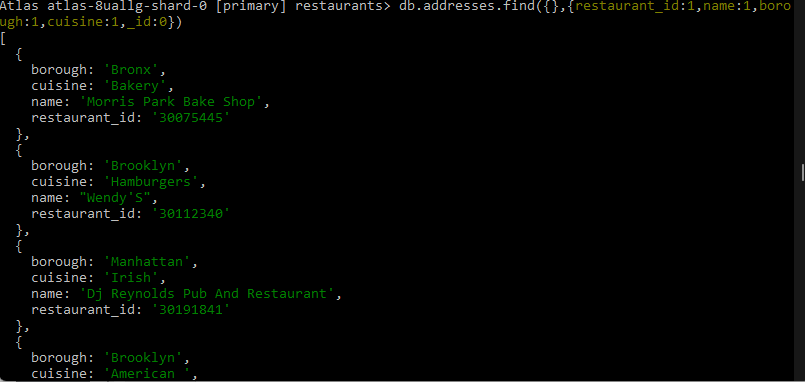 Atlas atlas-8uallg-shard-0 [primary] restaurants> db.addresses.find({},{restaurant_id:1,name:1,boro
ugh:1,cuisine:1,_id:0})
[
  {
    borough: 'Bronx',
    cuisine: 'Bakery',
    name: 'Morris Park Bake Shop',
    restaurant_id: '30075445'
  },
  {
    borough: 'Brooklyn',
    cuisine: 'Hamburgers',
    name: "Wendy'S",
    restaurant_id: '30112340'
  },
  {
    borough: 'Manhattan',
    cuisine: 'Irish',
    name: 'Dj Reynolds Pub And Restaurant',
    restaurant_id: '30191841'
  },
  {
    borough: 'Brooklyn',
    cuisine: 'American ',